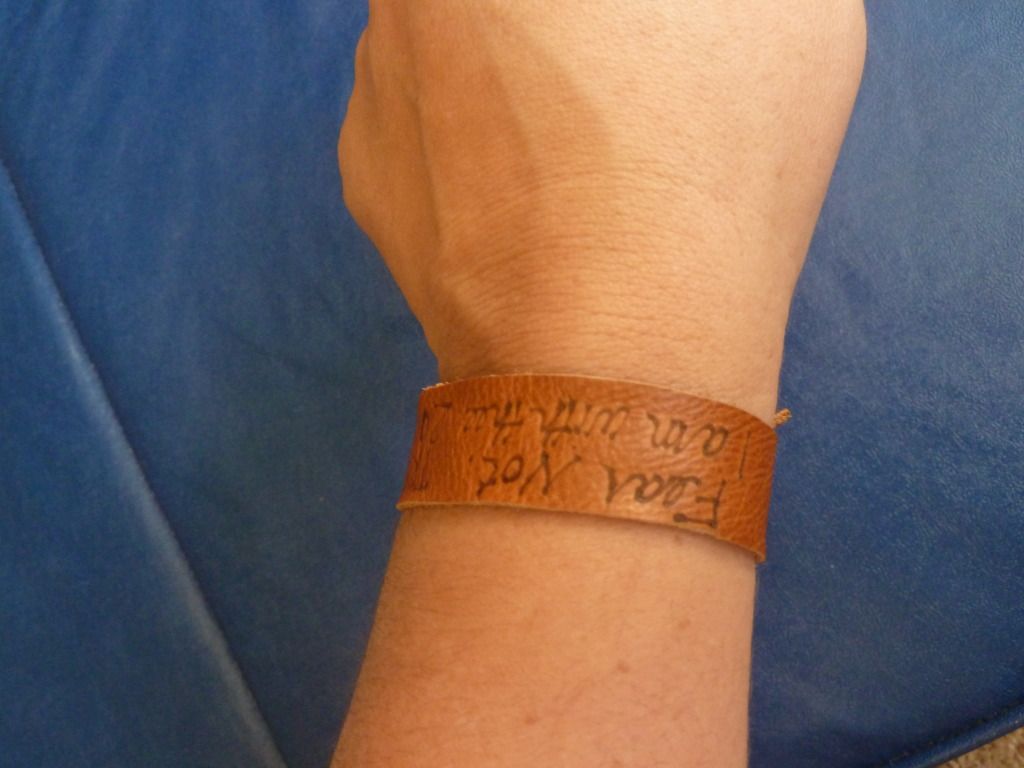 Fear Not.
I am with thee